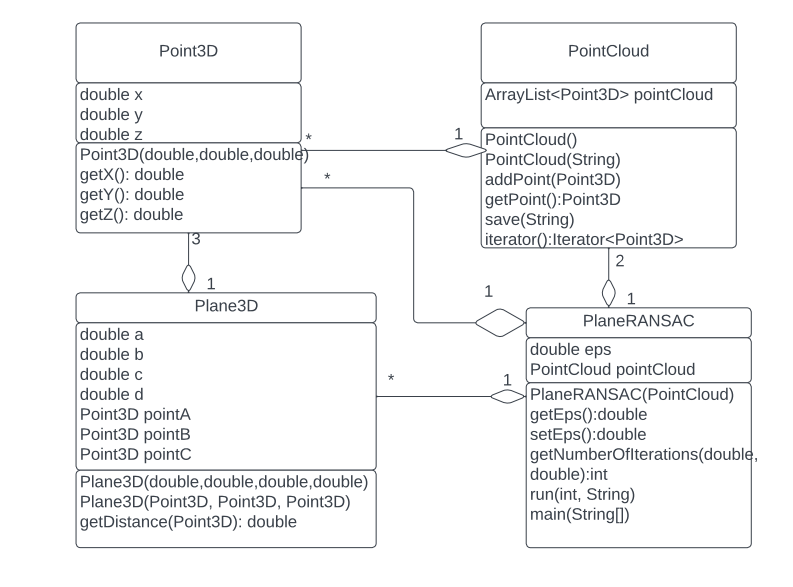 Point3D
double x
double y
double z
Point3D(double,double,double)
getX(): double
getY(): double
getZ(): double
PointCloud
ArrayList<Point3D> pointCloud
PointCloud()
PointCloud(String)
addPoint(Point3D)
getPoint():Point3D
save(String)
iterator():Iterator<Point3D>
*
1
*
1
3
1
2
1
*
1
Plane3D
double a
double b
double c
double d
Point3D pointA
Point3D pointB
Point3D pointC
Plane3D(double,double,double,double)
Plane3D(Point3D, Point3D, Point3D)
getDistance(Point3D): double
PlaneRANSAC
double eps
PointCloud pointCloud
PlaneRANSAC(PointCloud)
getEps():double
setEps():double
getNumberOfIterations(double,
double):int
run(int, String)
main(String[])